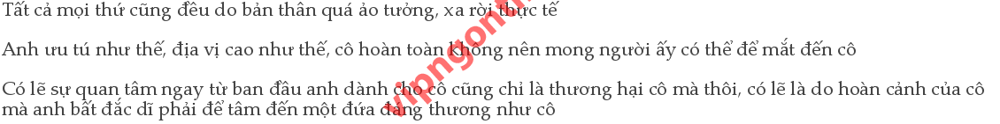 Tất cả mọi thứ cũng đều do bản thân quá ảo tưởng, xa rời thực tế
Anh ưu tú như thế, địa vị cao như thế, cô hoàn toàn không nên mong người ấy có thể để mắt đến cô
Có lẽ sự quan tâm ngay từ ban đầu anh dành cho cô cũng chỉ là thương hại cô mà thôi, có lẽ là do hoàn cảnh của cô
mà anh bất đắc dĩ phải để tâm đến một đứa đáng thương như cô